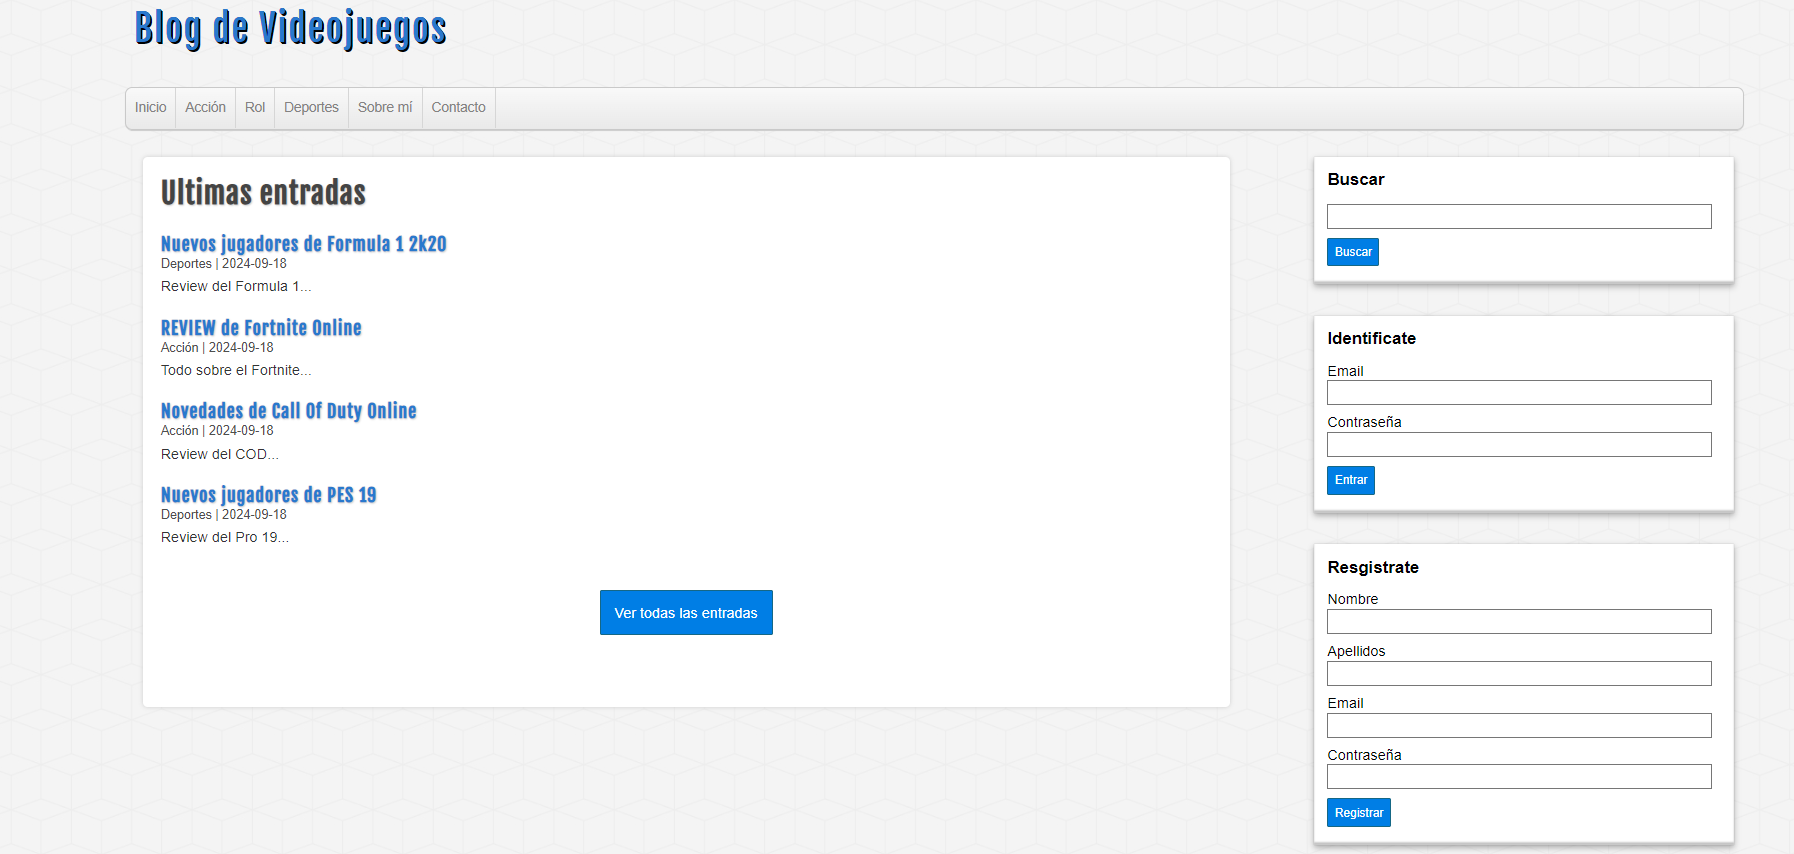 Blog de Videojuegos
Inicio Acción Rol Deportes Sobre mí Contacto
Ultimas entradas
Nuevos jugadores de Formula 1 2k20
Deportes | 2024-09-18
Review del Formula 1...
REVIEW de Fortnite Online
Acción | 2024-09-18
Todo sobre el Fortnite...
Novedades de Call Of Duty Online
Acción | 2024-09-18
Review del COD...
Nuevos jugadores de PES 19
Deportes | 2024-09-18
Review del Pro 19...
Ver todas las entradas
Buscar
Buscar
Identificate
Email
Contraseña
Entrar
Resgistrate
Nombre
Apellidos
Email
Contraseña
Registrar